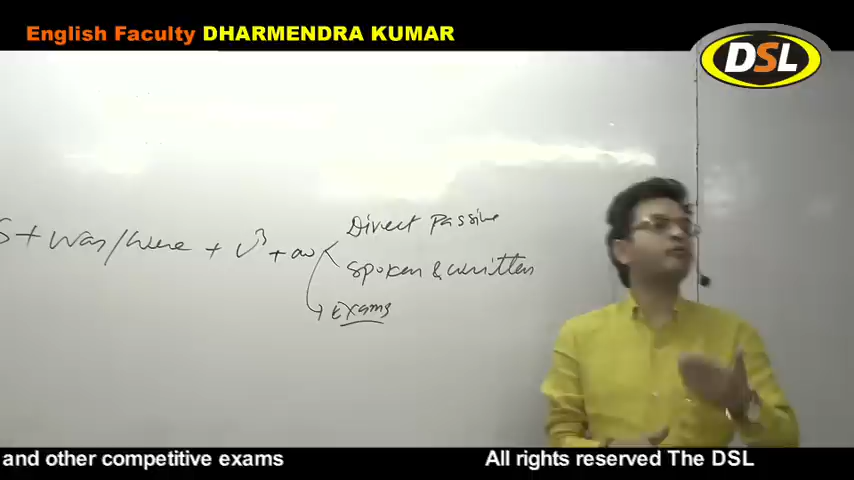 English Faculty DHARMENDRA KUMAR
DSL
Direct Passive
S + was/were + V3 + ow
Spoken & written
Exams
and other competitive exams
All rights reserved The DSL